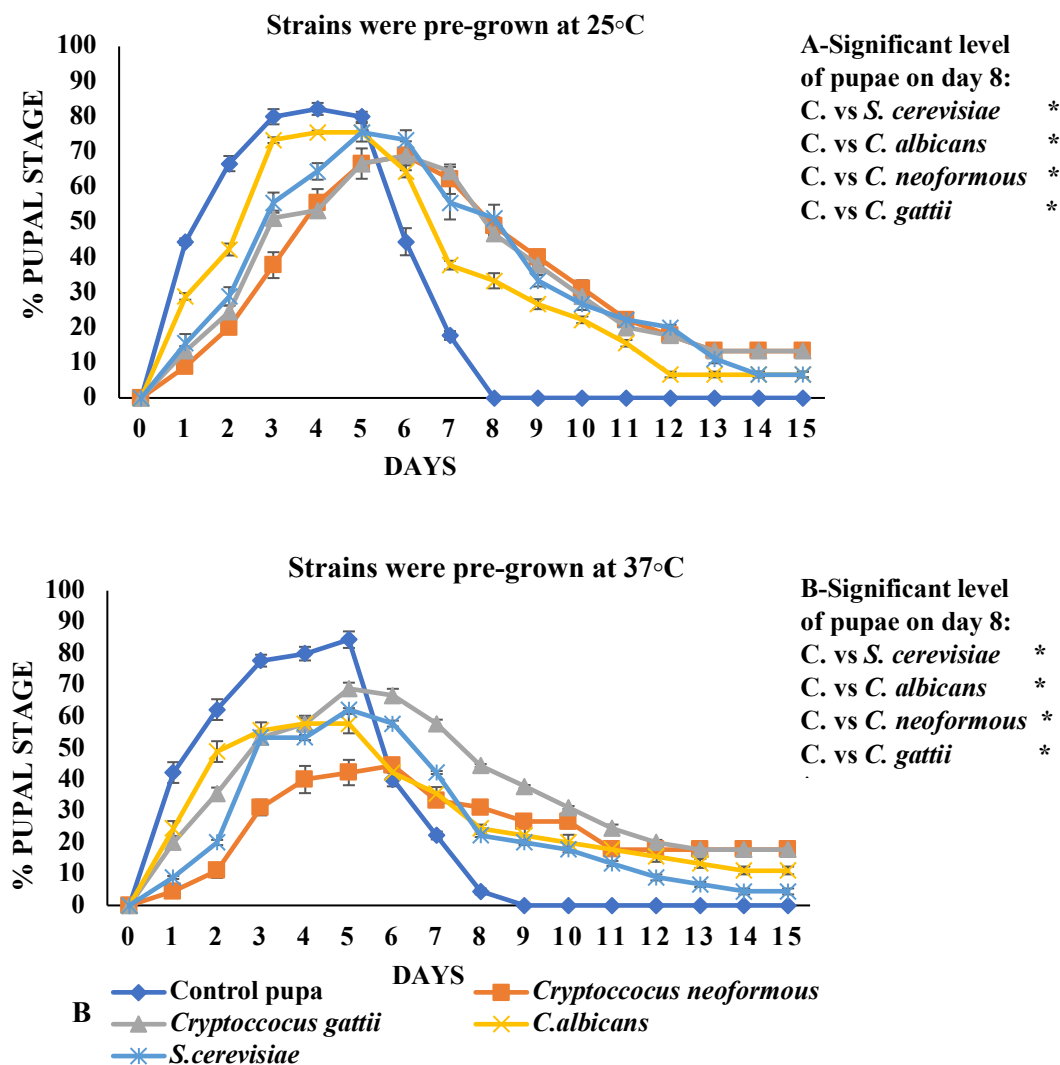 Strains were pre-grown at 25◦C
100
90
80
70
60
50
40
30
20
10
0
% PUPAL STAGE
0 1 2 3 4 5 6 7 8 9 10 11 12 13 14 15
DAYS
A-Significant level
of pupae on day 8:
C. vs S. cerevisiae *
C. vs C. albicans *
C. vs C. neoformous *
C. vs C. gattii *
Strains were pre-grown at 37◦C
100
90
80
70
60
50
40
30
20
10
0
% PUPAL STAGE
0 1 2 3 4 5 6 7 8 9 10 11 12 13 14 15
DAYS
B-Significant level
of pupae on day 8:
C. vs S. cerevisiae *
C. vs C. albicans *
C. vs C. neoformous *
C. vs C. gattii *
B
Control pupa
Cryptoccocus neoformous
Cryptoccocus gattii
C.albicans
S.cerevisiae